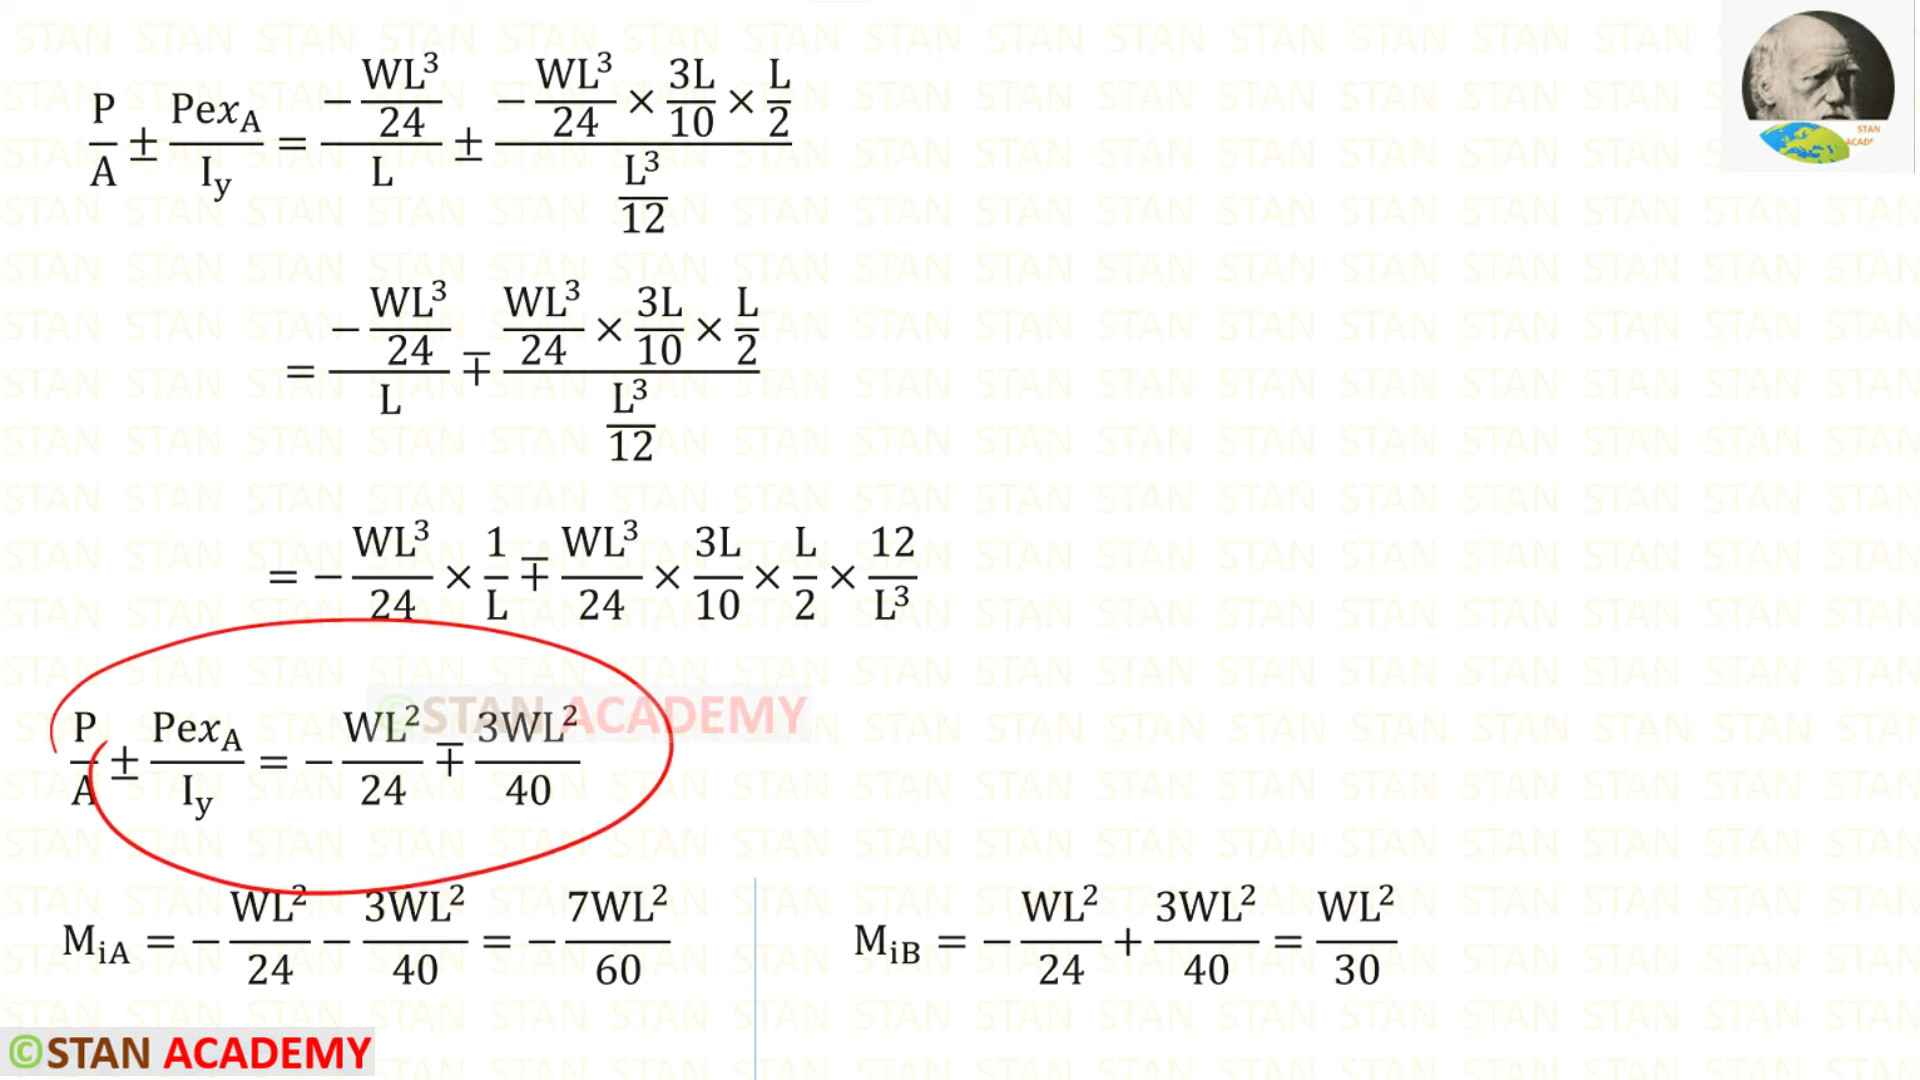 P/A ± Pex_A/I_y = (−WL³/24)/L ± (−WL³/24 × 3L/10 × L/2)/(L³/12)
= (−WL³/24)/L ∓ (WL³/24 × 3L/10 × L/2)/(L³/12)
= −WL³/24 × 1/L ∓ WL³/24 × 3L/10 × L/2 × 12/L³
P/A ± Pex_A/I_y = −WL²/24 ∓ 3WL²/40
M_iA = −WL²/24 − 3WL²/40 = −7WL²/60
M_iB = −WL²/24 + 3WL²/40 = WL²/30
©STAN ACADEMY
©STAN ACADEMY
STAN